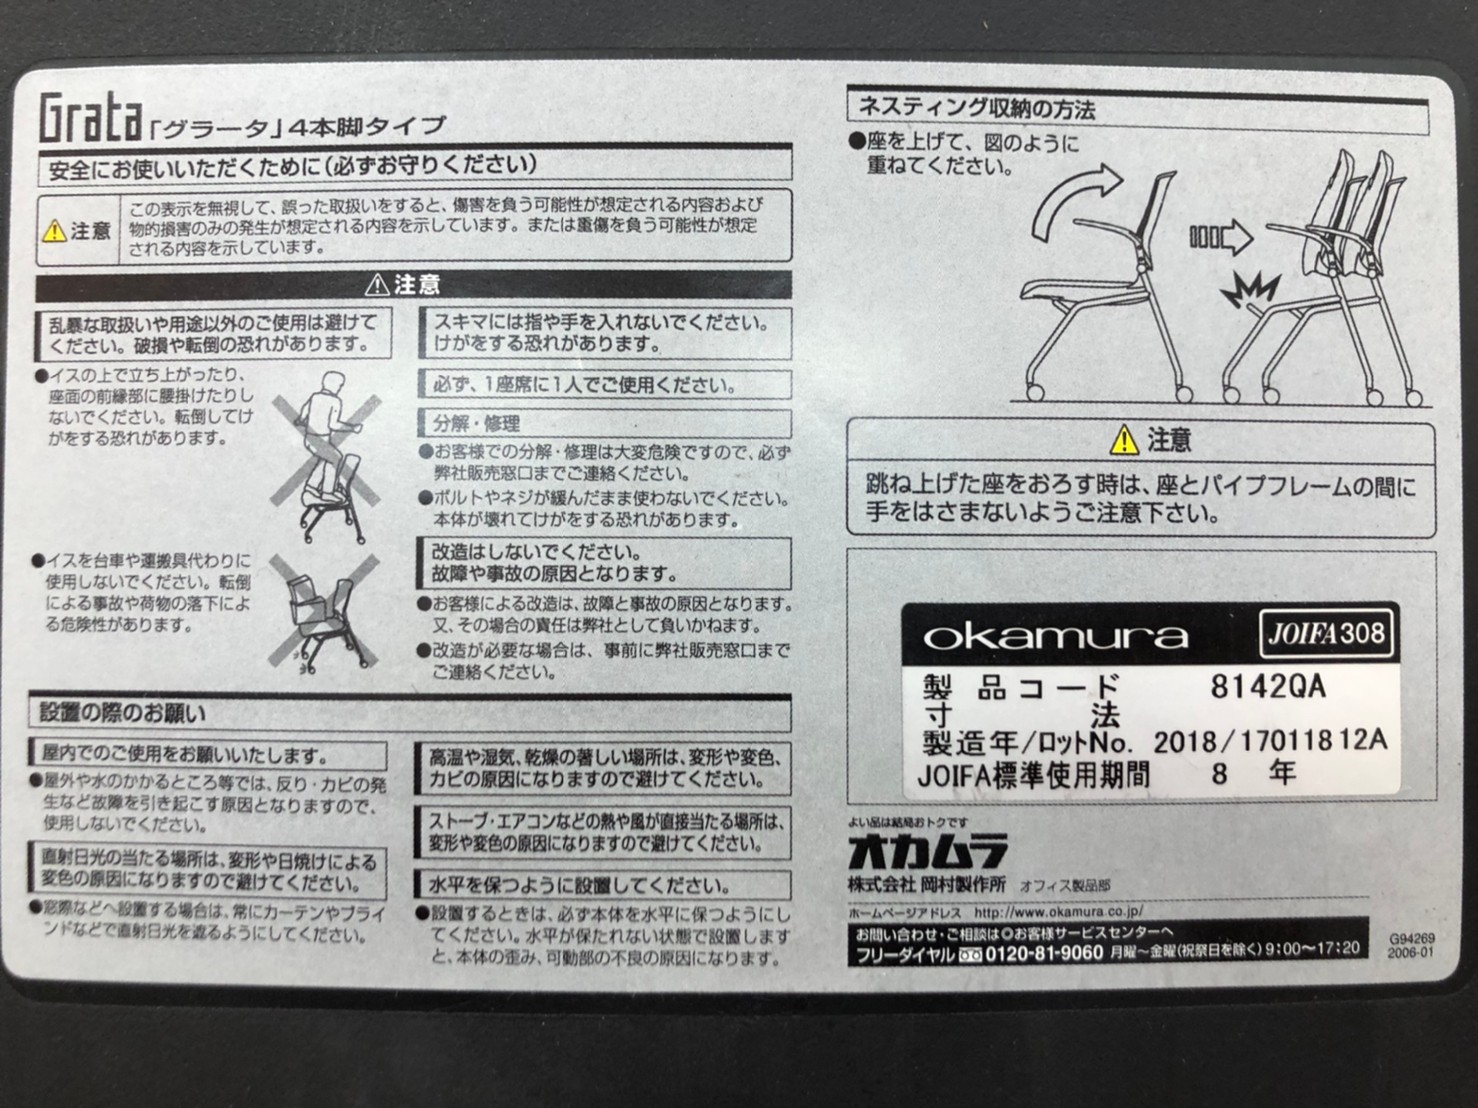 Grata「グラータ」4本脚タイプ
安全にお使いいただくために(必ずお守りください)
注意
この表示を無視して、誤った取扱いをすると、傷害を負う可能性が想定される内容および
物的損害のみの発生が想定される内容を示しています。または重傷を負う可能性が想定
される内容を示しています。
注意
乱暴な取扱いや用途以外のご使用は避けて
ください。破損や転倒の恐れがあります。
●イスの上で立ち上がったり、
座面の前縁部に腰掛けたりし
ないでください。転倒してけ
がをする恐れがあります。
●イスを台車や運搬具代わりに
使用しないでください。転倒
による事故や荷物の落下によ
る危険性があります。
スキマには指や手を入れないでください。
けがをする恐れがあります。
必ず、1座席に1人でご使用ください。
分解・修理
●お客様での分解・修理は大変危険ですので、必ず
弊社販売窓口までご連絡ください。
●ボルトやネジが緩んだまま使わないでください。
本体が壊れてけがをする恐れがあります。
改造はしないでください。
故障や事故の原因となります。
●お客様による改造は、故障と事故の原因となります。
又、その場合の責任は弊社として負いかねます。
●改造が必要な場合は、事前に弊社販売窓口まで
ご連絡ください。
設置の際のお願い
屋内でのご使用をお願いいたします。
●屋外や水のかかるところ等では、反り・カビの発
生など故障を引き起こす原因となりますので、
使用しないでください。
直射日光の当たる場所は、変形や日焼けによる
変色の原因になりますので避けてください。
●窓際などへ設置する場合は、常にカーテンやブライ
ンドなどで直射日光を遮るようにしてください。
高温や湿気、乾燥の著しい場所は、変形や変色、
カビの原因になりますので避けてください。
ストーブ・エアコンなどの熱や風が直接当たる場所は、
変形や変色の原因になりますので避けてください。
水平を保つように設置してください。
●設置するときは、必ず本体を水平に保つようにし
てください。水平が保たれない状態で設置します
と、本体の歪み、可動部の不良の原因になります。
ネスティング収納の方法
●座を上げて、図のように
重ねてください。
注意
跳ね上げた座をおろす時は、座とパイプフレームの間に
手をはさまないようご注意下さい。
okamura JOIFA308
製品コード 8142QA
寸法
製造年/ロットNo. 2018/17011812A
JOIFA標準使用期間 8 年
よい品は結局おトクです
オカムラ
株式会社 岡村製作所 オフィス製品部
ホームページアドレス http://www.okamura.co.jp/
お問い合わせ・ご相談は◎お客様サービスセンターへ
フリーダイヤル 0120-81-9060 月曜〜金曜(祝祭日を除く)9:00〜17:20
G94269
2006-01